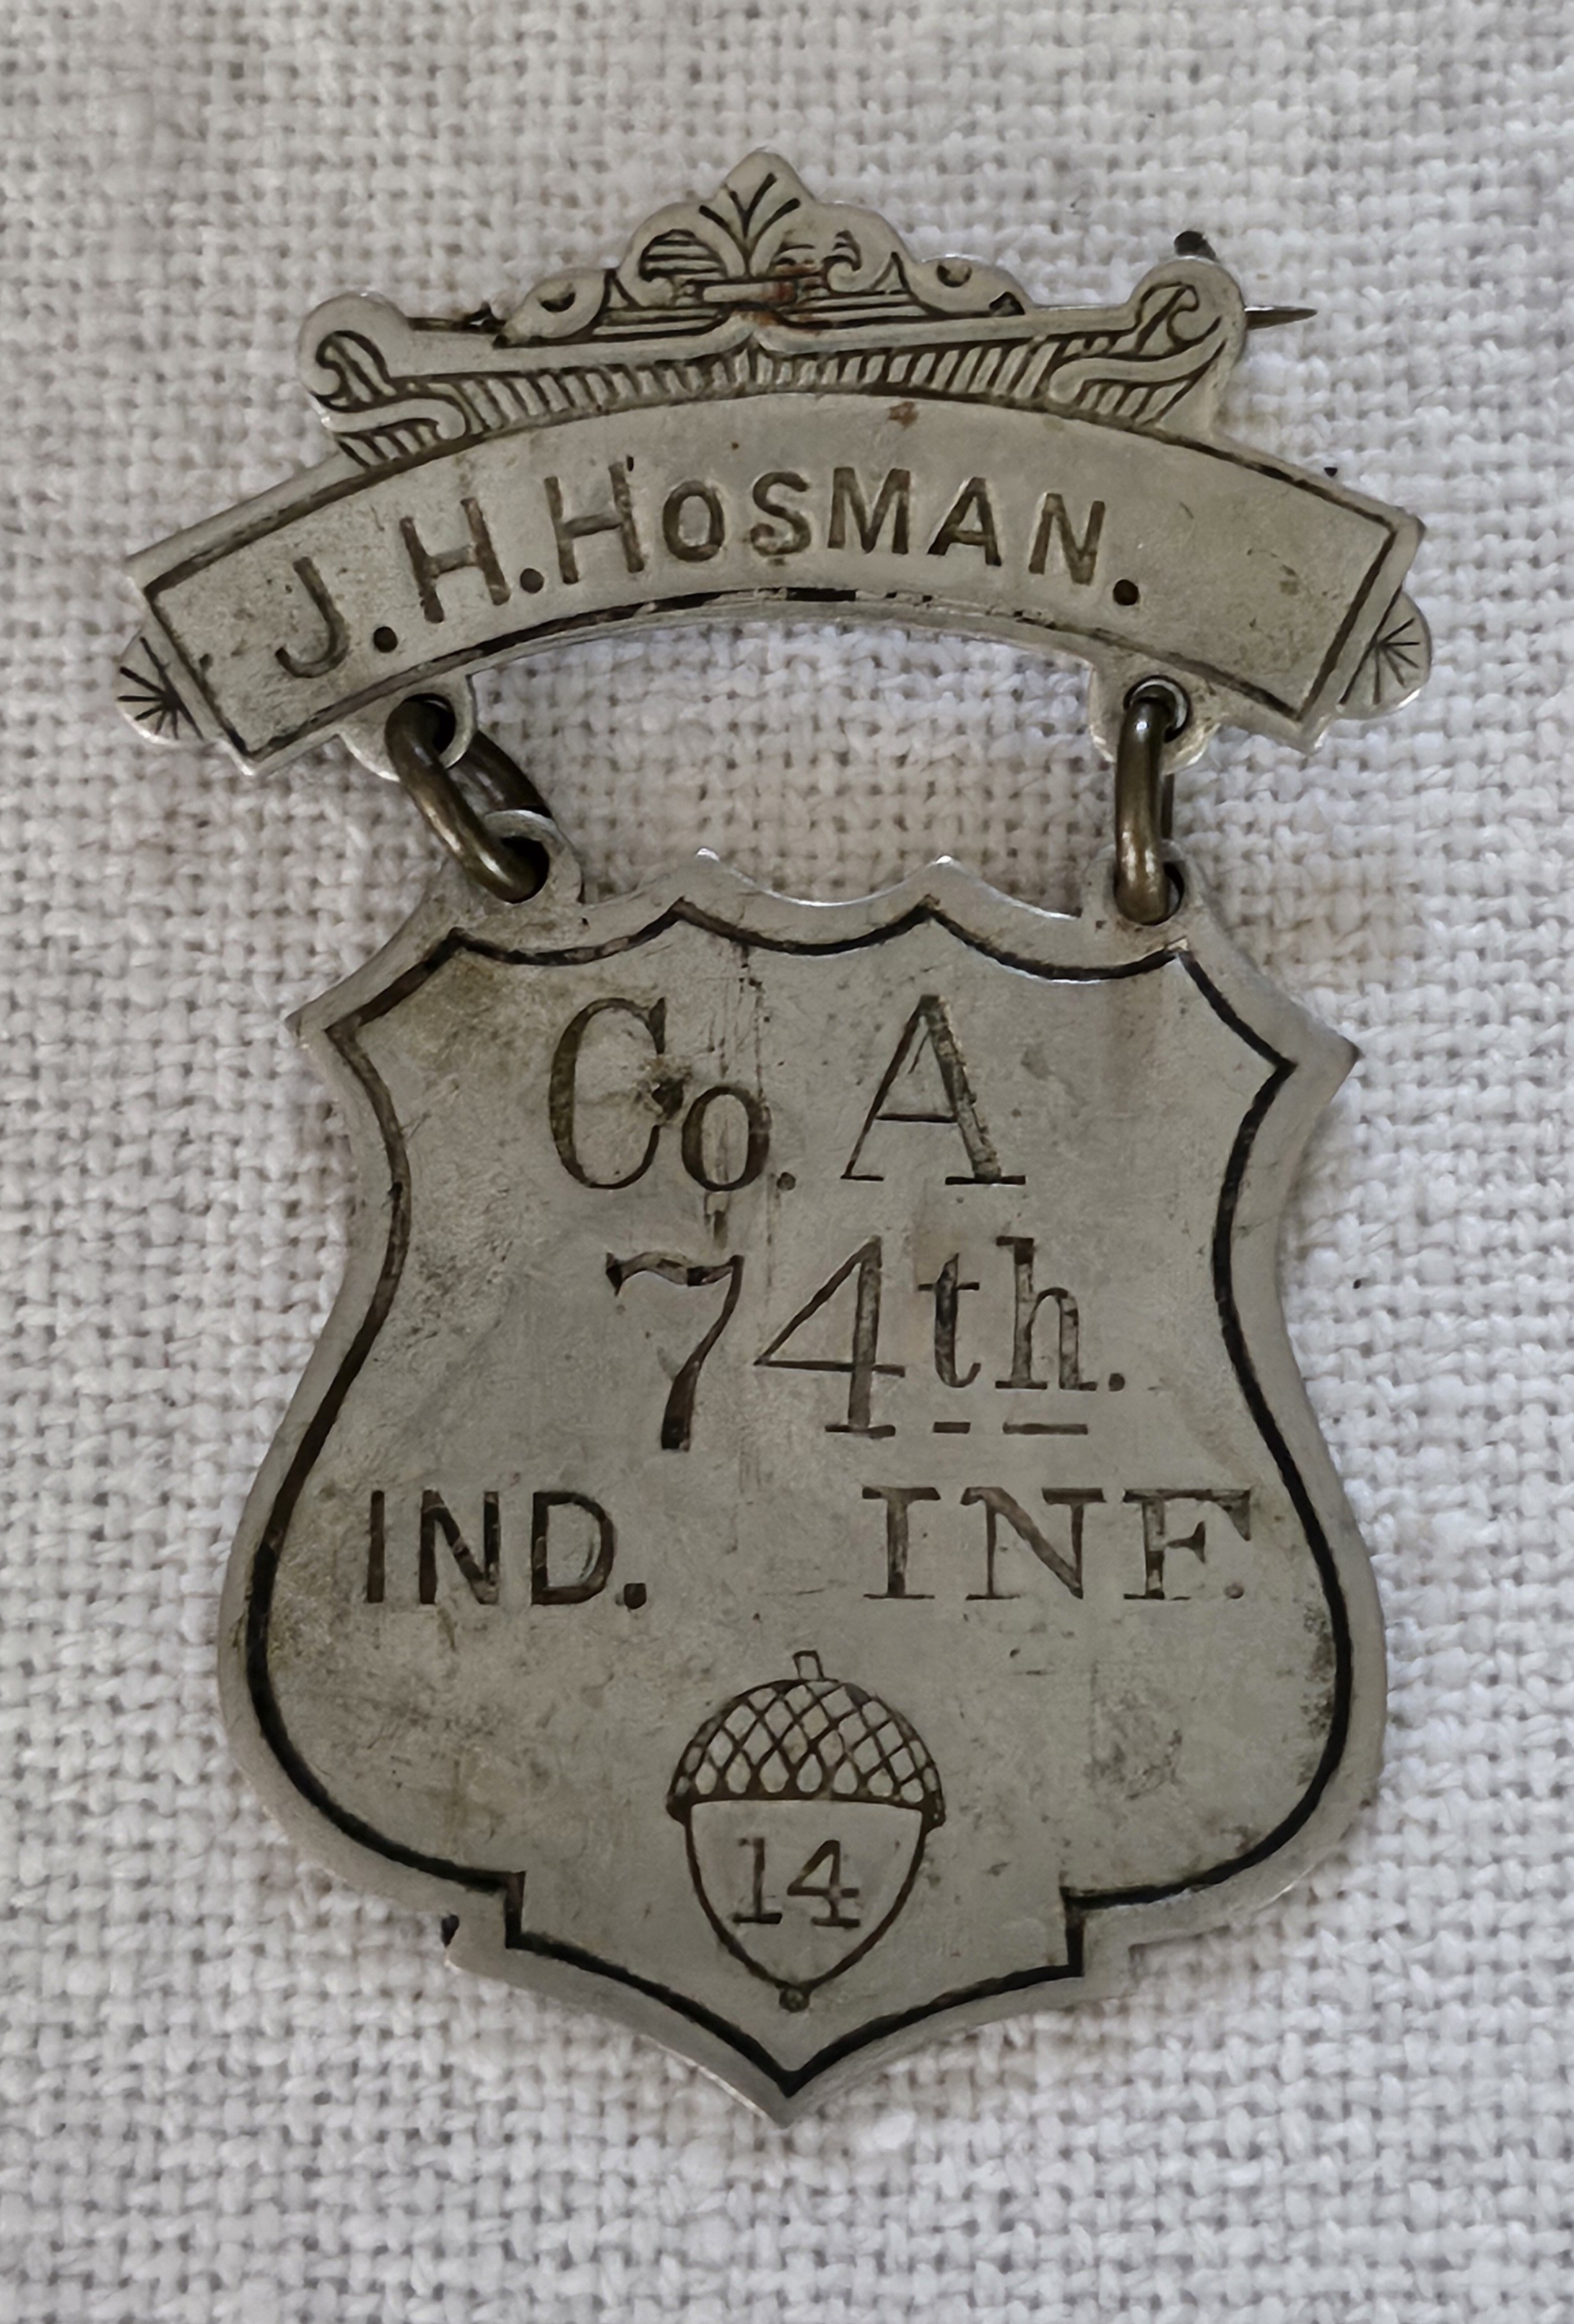 J. H. HOSMAN.
Co. A
74th.
IND. INF.
14